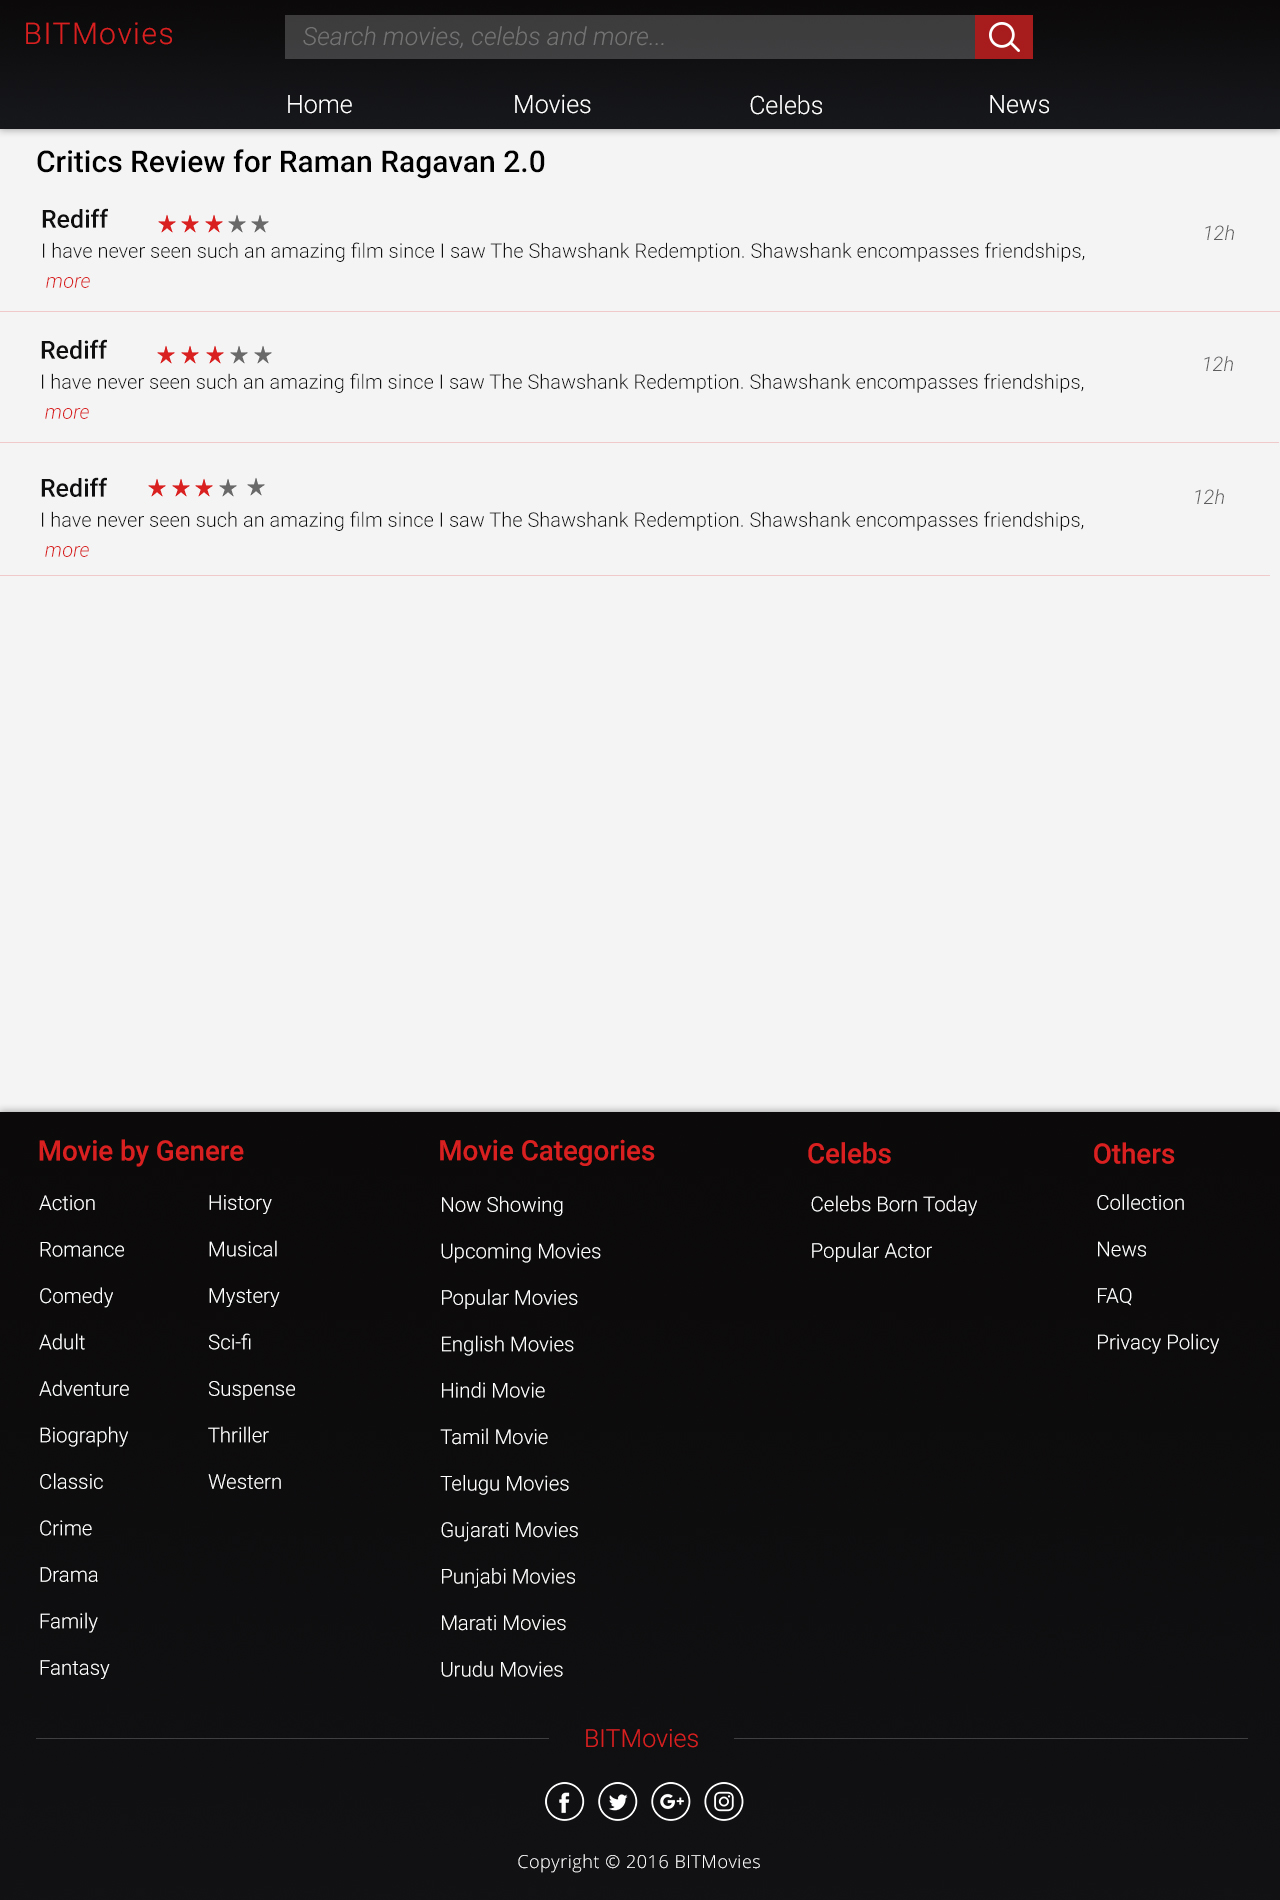 BITMovies
Search movies, celebs and more...
Home
Movies
Celebs
News
Critics Review for Raman Ragavan 2.0
Rediff
12h
I have never seen such an amazing film since I saw The Shawshank Redemption. Shawshank encompasses friendships,
more
Rediff
12h
I have never seen such an amazing film since I saw The Shawshank Redemption. Shawshank encompasses friendships,
more
Rediff
12h
I have never seen such an amazing film since I saw The Shawshank Redemption. Shawshank encompasses friendships,
more
Movie by Genere
Action
Romance
Comedy
Adult
Adventure
Biography
Classic
Crime
Drama
Family
Fantasy
History
Musical
Mystery
Sci-fi
Suspense
Thriller
Western
Movie Categories
Now Showing
Upcoming Movies
Popular Movies
English Movies
Hindi Movie
Tamil Movie
Telugu Movies
Gujarati Movies
Punjabi Movies
Marati Movies
Urudu Movies
Celebs
Celebs Born Today
Popular Actor
Others
Collection
News
FAQ
Privacy Policy
BITMovies
Copyright © 2016 BITMovies